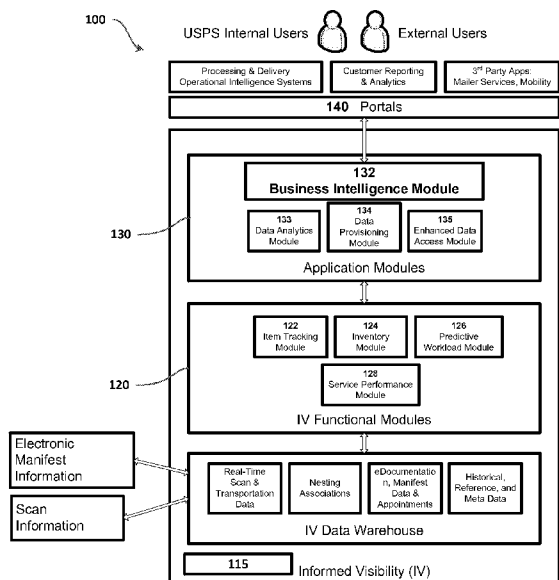 100
USPS Internal Users
External Users
Processing & Delivery
Operational Intelligence Systems
Customer Reporting
& Analytics
3rd Party Apps:
Mailer Services, Mobility
140 Portals
132
Business Intelligence Module
133
Data Analytics
Module
134
Data
Provisioning
Module
135
Enhanced Data
Access Module
130
Application Modules
122
Item Tracking
Module
124
Inventory
Module
126
Predictive
Workload Module
128
Service Performance
Module
120
IV Functional Modules
Electronic
Manifest
Information
Scan
Information
Real-Time
Scan &
Transportation
Data
Nesting
Associations
eDocumentatio
n, Manifest
Data &
Appointments
Historical,
Reference, and
Meta Data
IV Data Warehouse
115
Informed Visibility (IV)